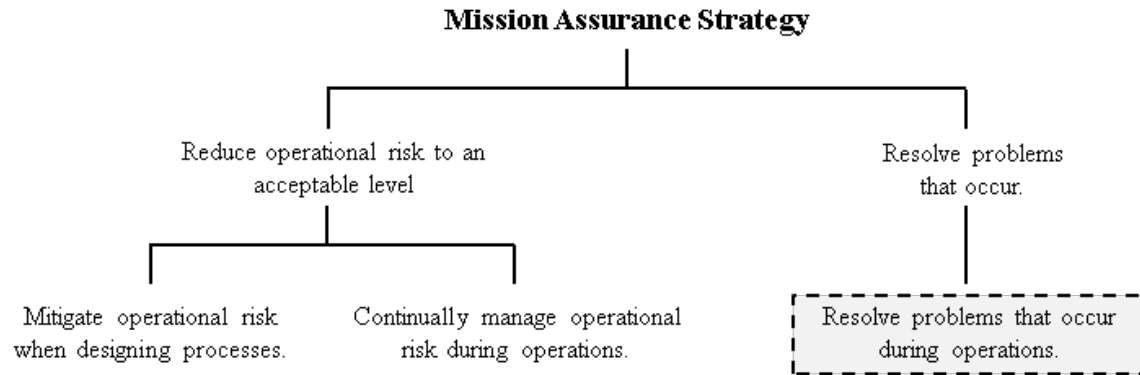 Mission Assurance Strategy
Reduce operational risk to an
acceptable level
Resolve problems
that occur.
Mitigate operational risk
when designing processes.
Continually manage operational
risk during operations.
Resolve problems that occur
during operations.